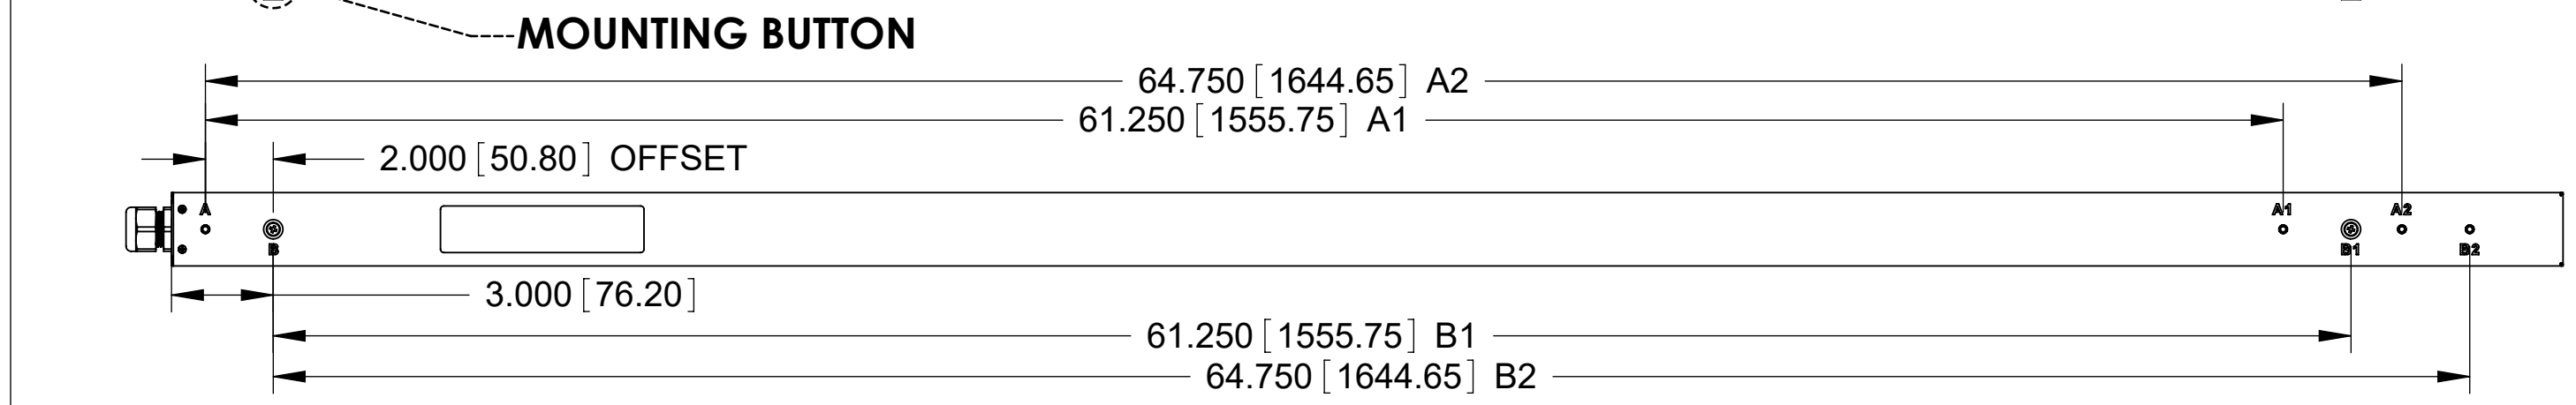 MOUNTING BUTTON
64.750 [1644.65] A2
61.250 [1555.75] A1
2.000 [50.80] OFFSET
A
A1
A2
B
B1
B2
3.000 [76.20]
61.250 [1555.75] B1
64.750 [1644.65] B2